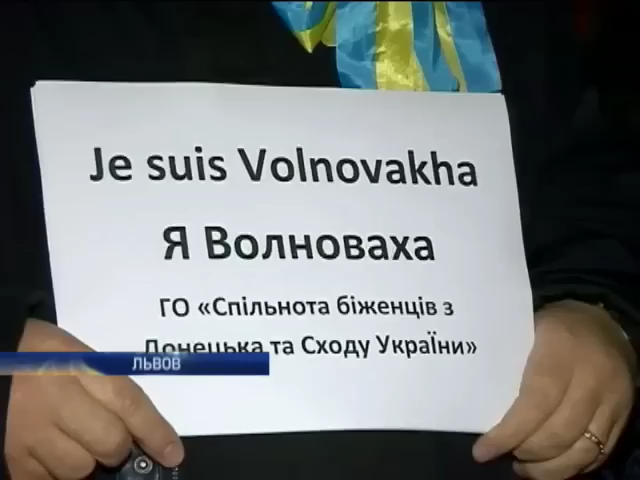 Je suis Volnovakha
Я Волноваха
ГО «Спільнота біженців з
Донецька та Сходу України»
ЛЬВОВ